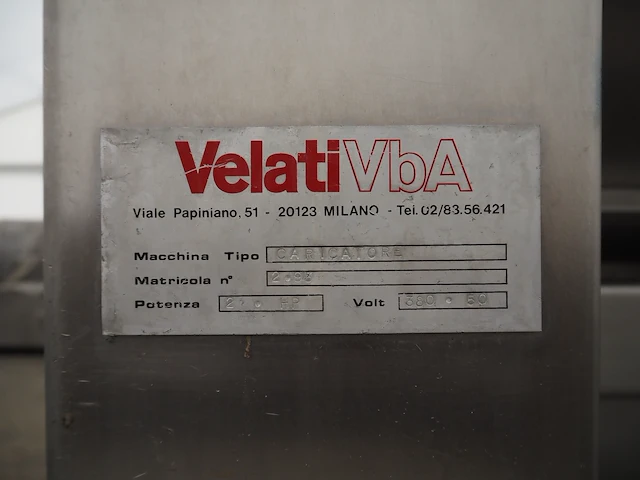 VelatiVbA
Viale Papiniano, 51 - 20123 MILANO - Tel. 02/83.56.421
Macchina Tipo CARICATORE
Matricola n°
Potenza HP Volt 380